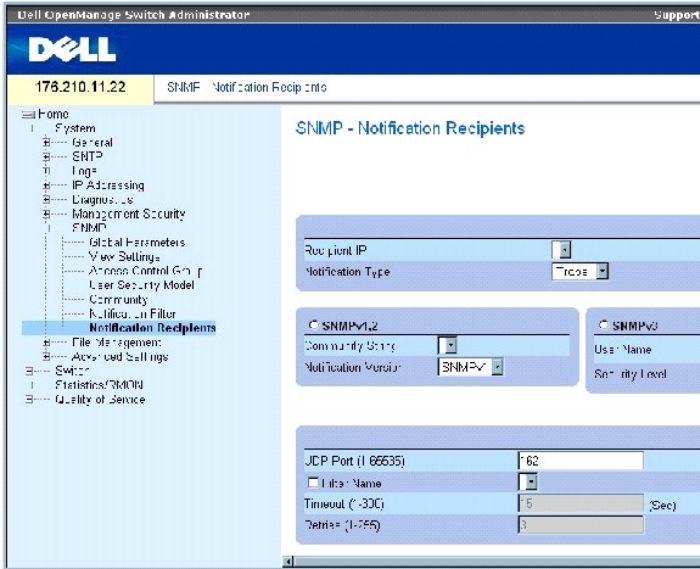 Dell OpenManage Switch Administrator Support
DELL
176.210.11.22 SNMP Notification Recipients
Home
System
General
SNTP
Logs
IP Addressing
Diagnostics
Management Security
SNMP
Global Parameters
View Settings
Access Control Group
User Security Model
Community
Notification Filter
Notification Recipients
File Management
Advanced Settings
Switch
Statistics/RMON
Quality of Service
SNMP - Notification Recipients
Recipient IP
Notification Type Traps
SNMPv1,2
Community String
Notification Version SNMPv1
SNMPv3
User Name
Security Level
UDP Port (1-65535) 162
Filter Name
Timeout (1-300) 15 (Sec)
Retries (1-255) 3